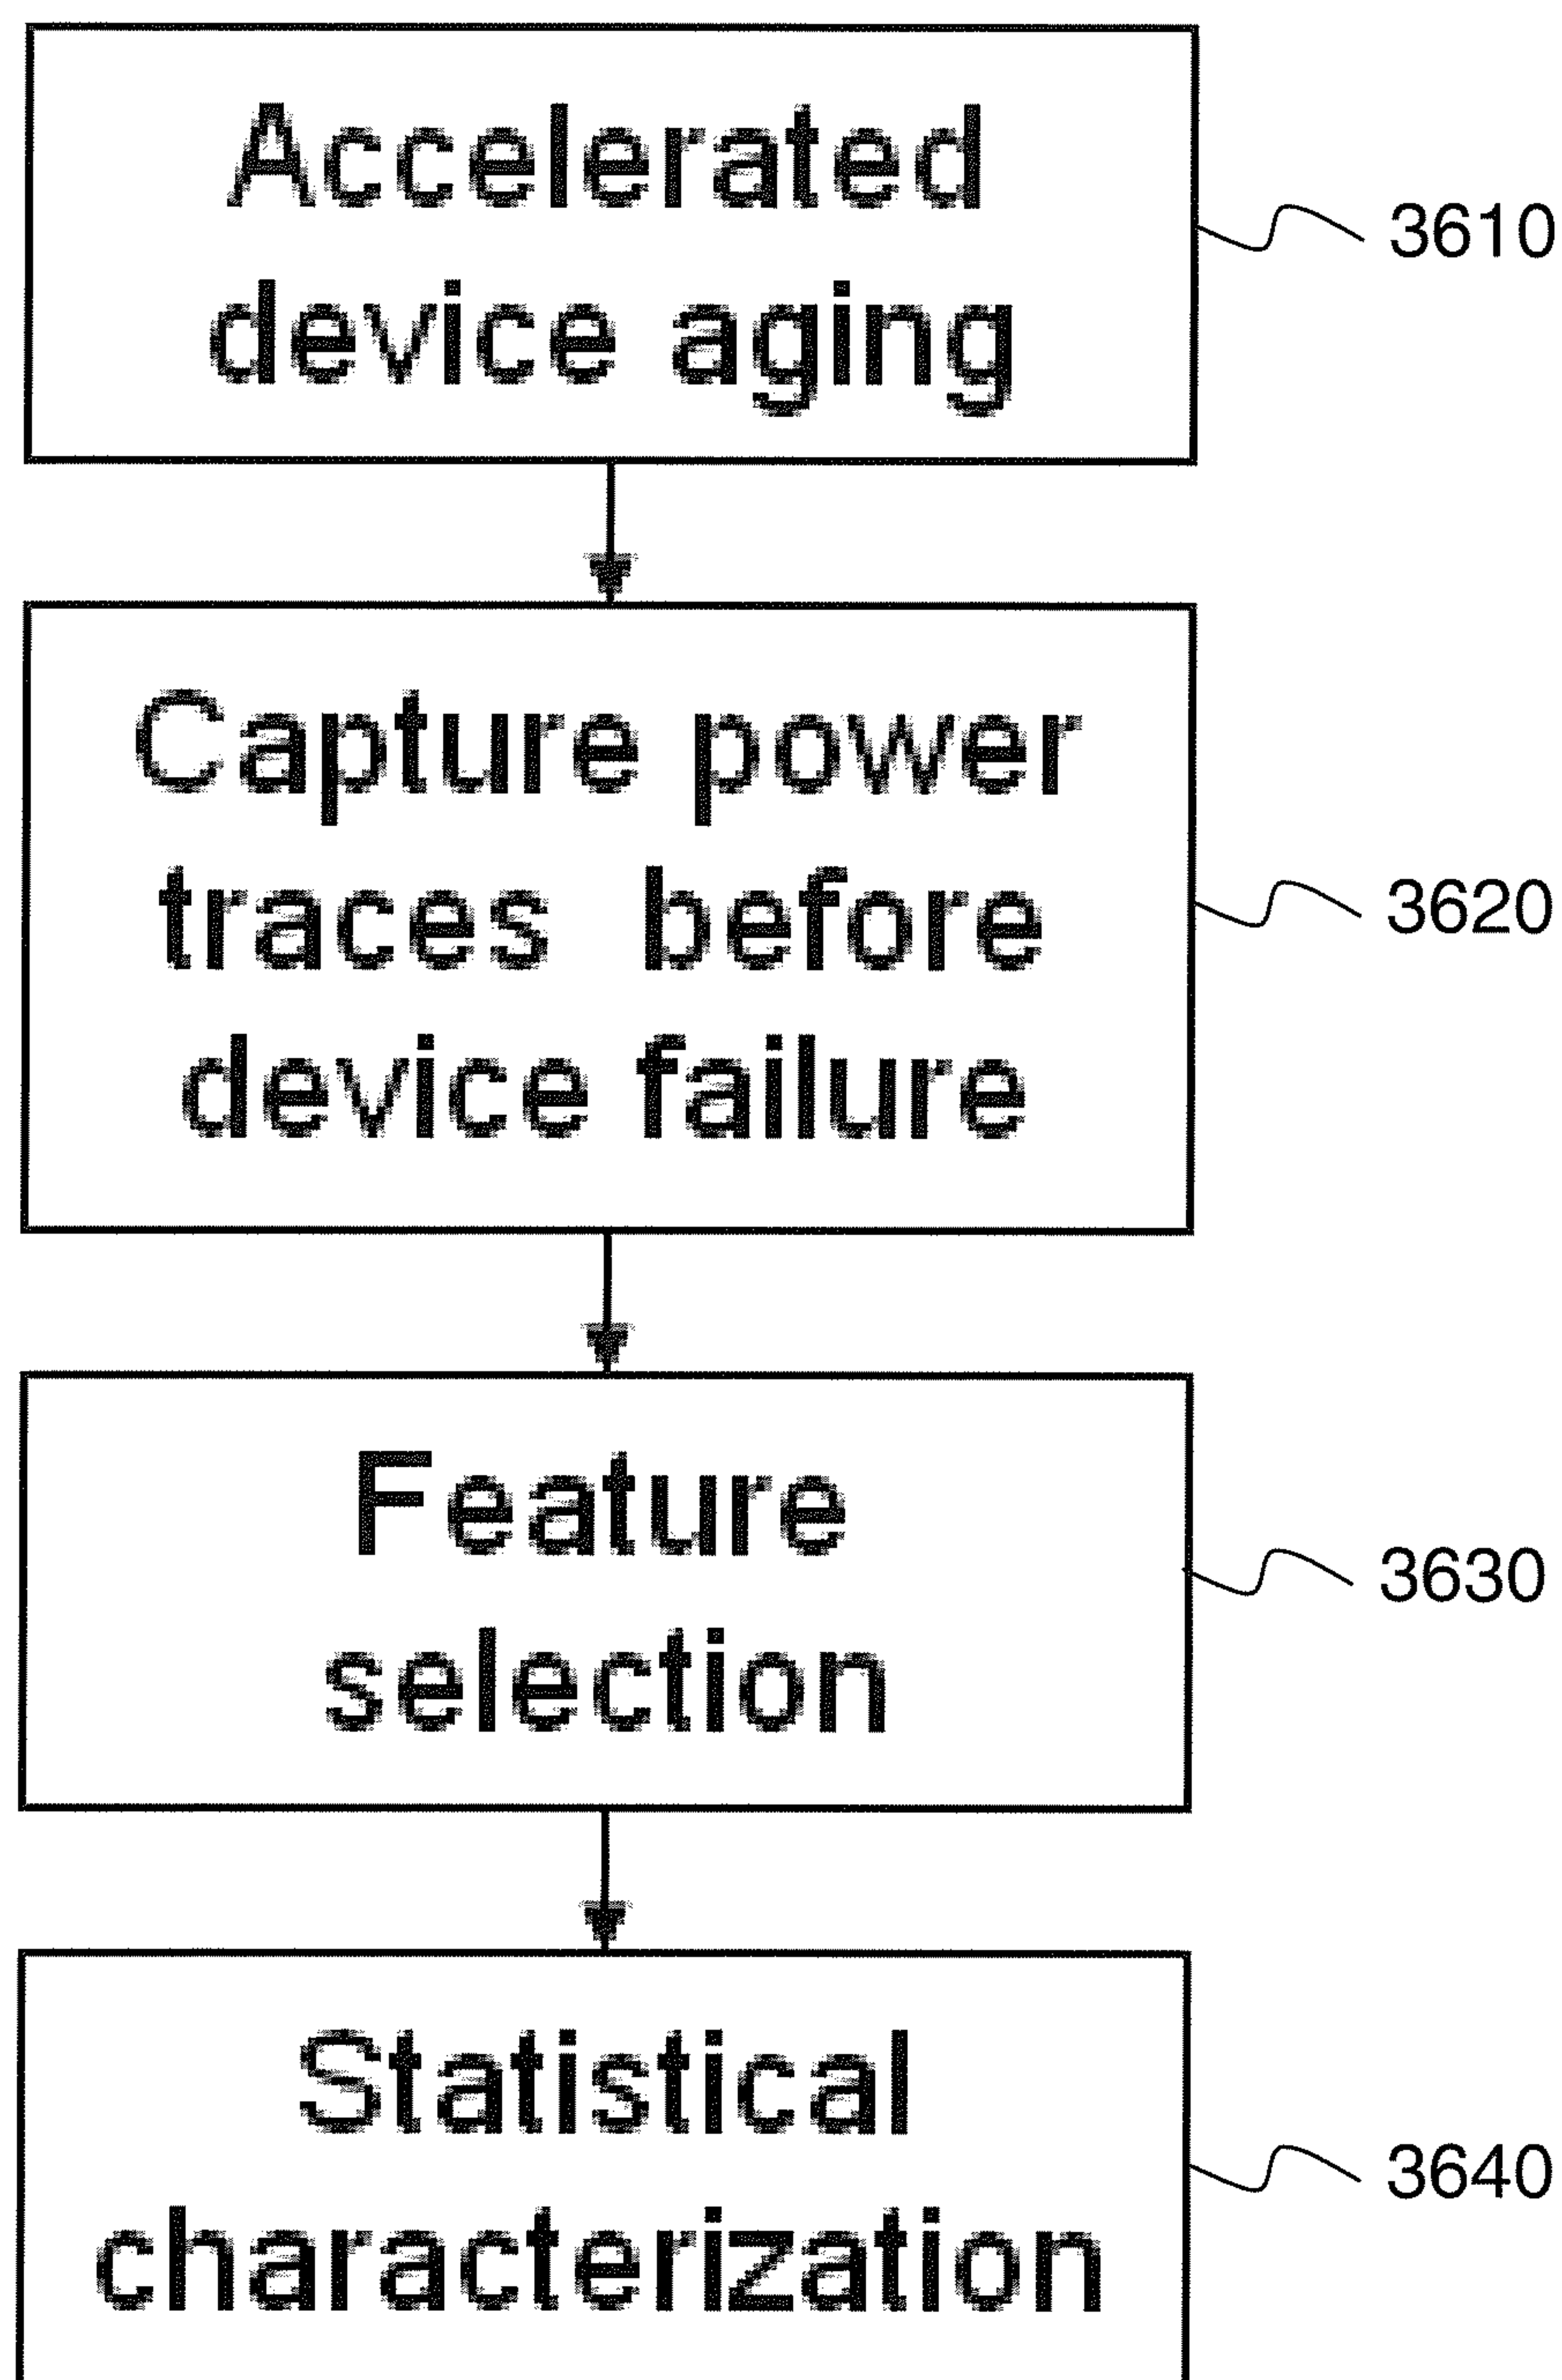 Accelerated
device aging
3610
Capture power
traces before
device failure
3620
Feature
selection
3630
Statistical
characterization
3640